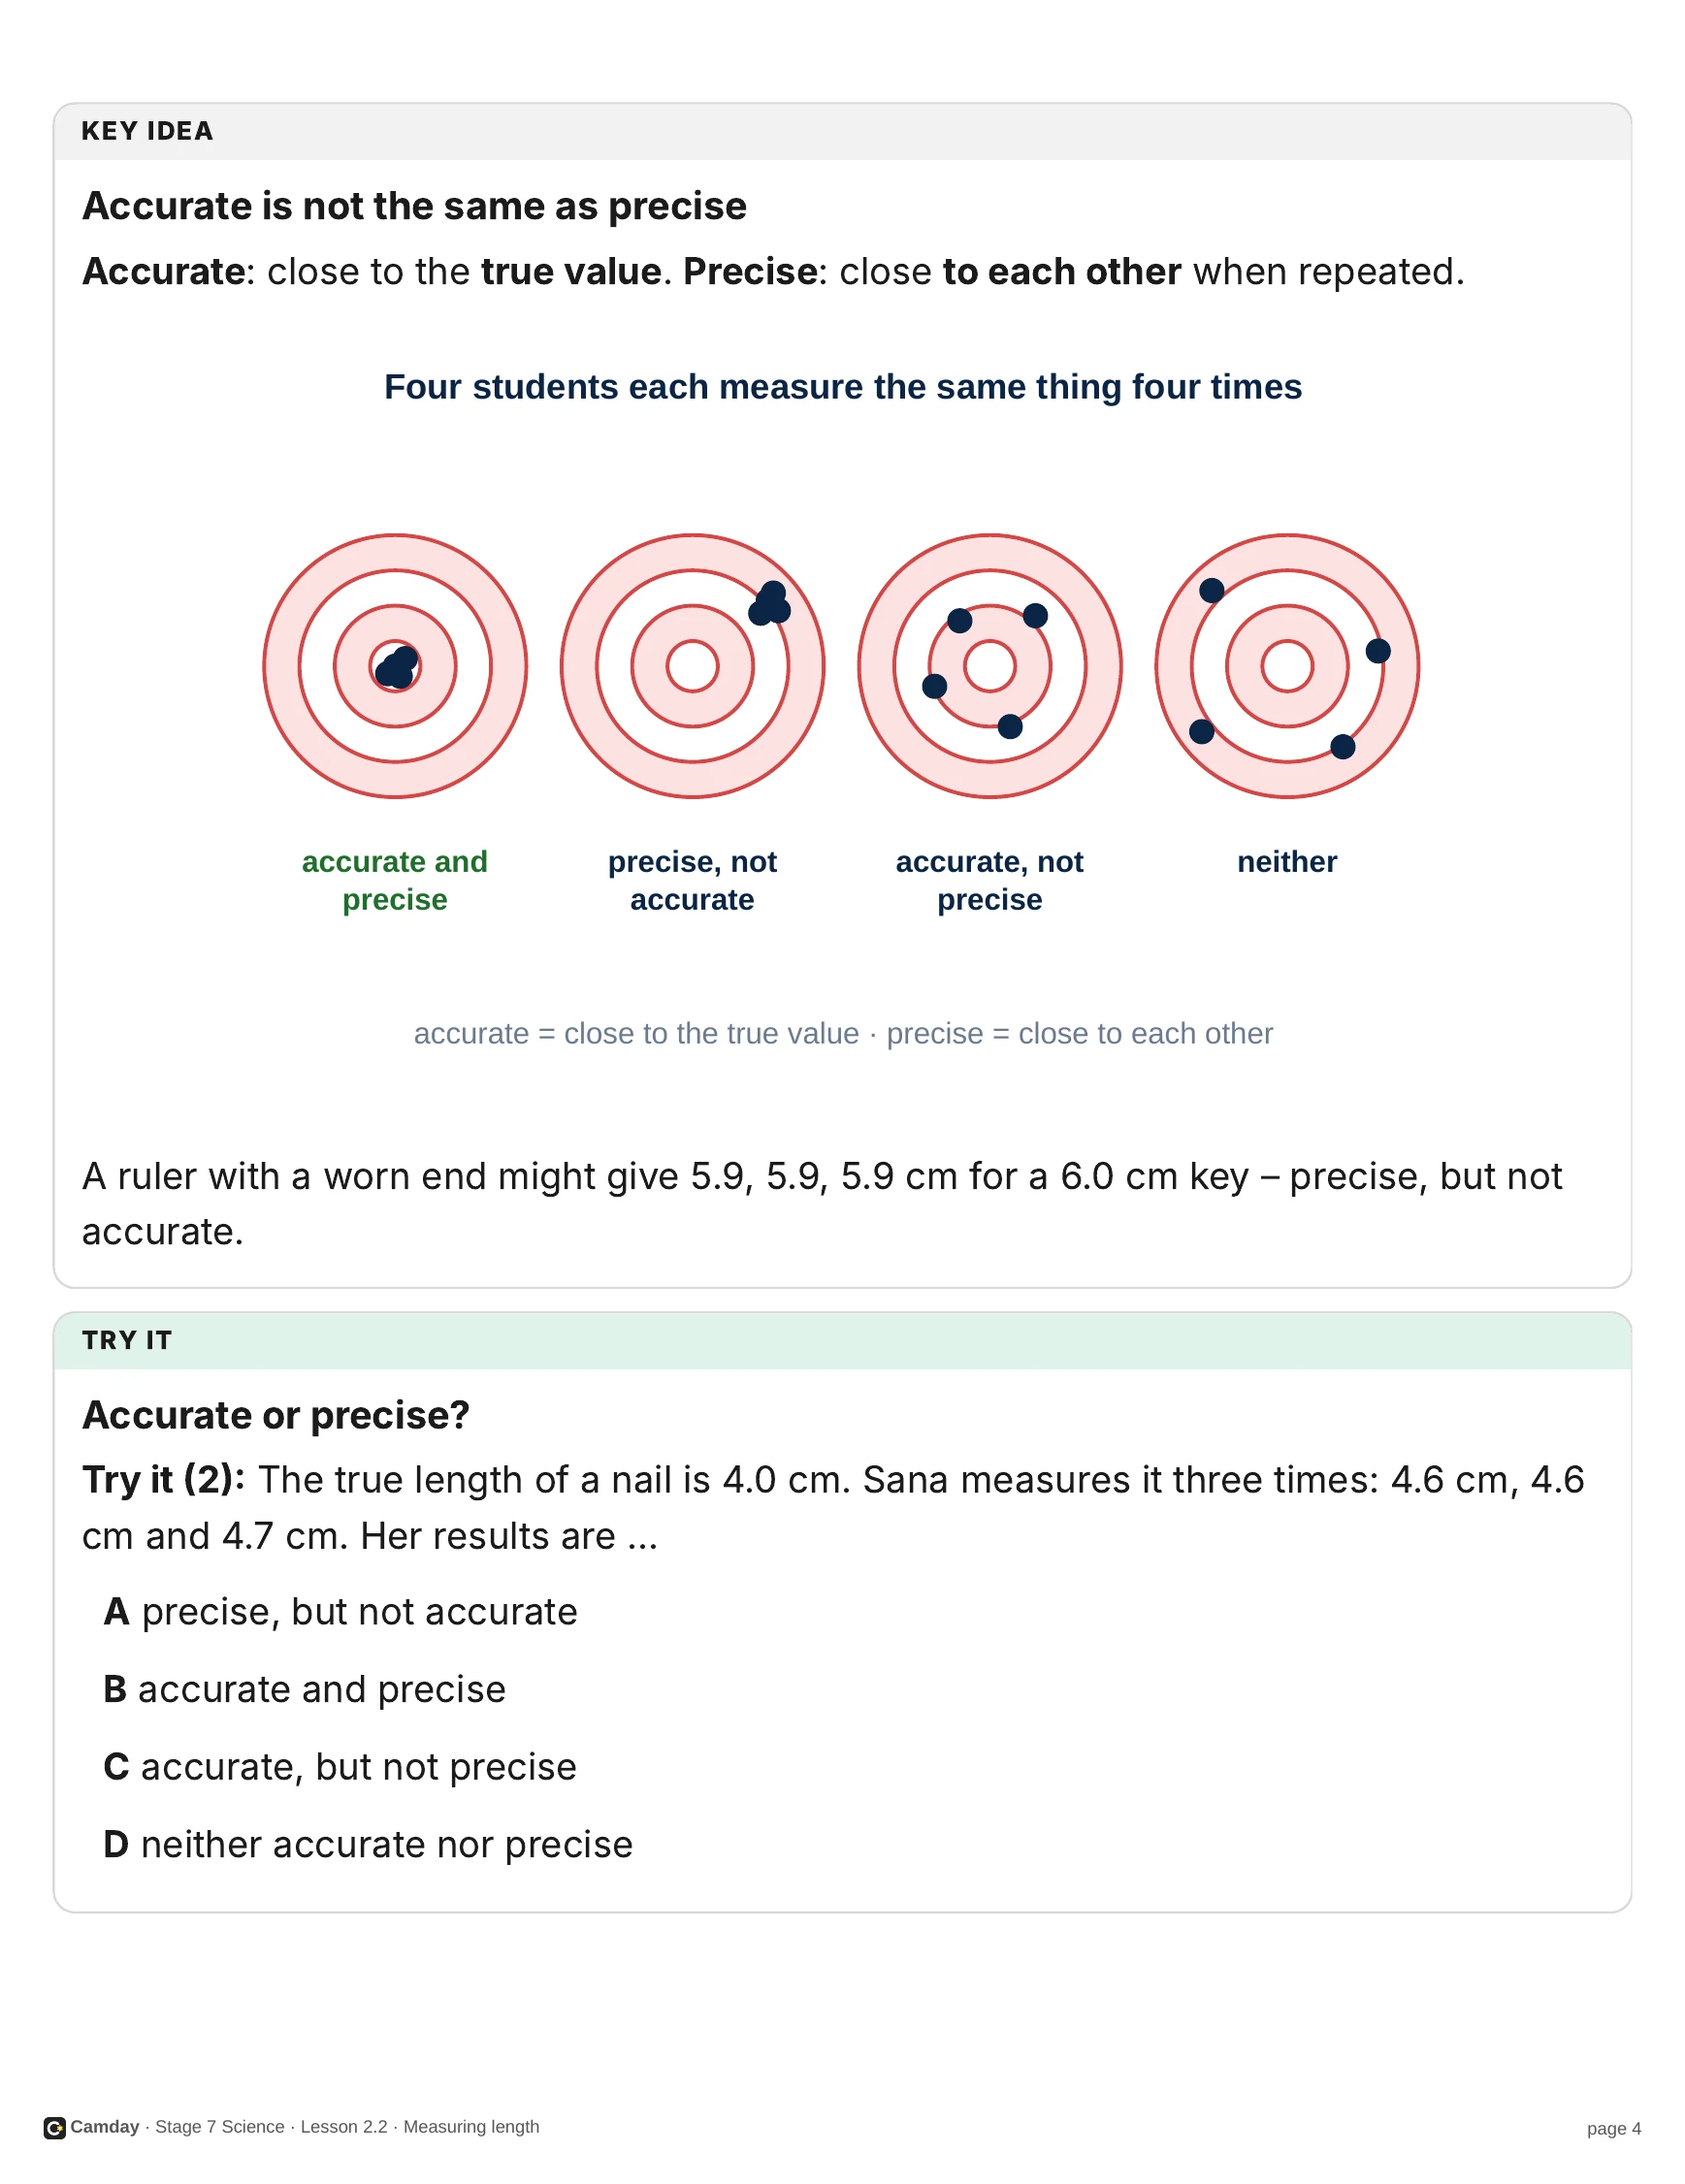 KEY IDEA
Accurate is not the same as precise
Accurate: close to the true value. Precise: close to each other when repeated.
Four students each measure the same thing four times
accurate and
precise
precise, not
accurate
accurate, not
precise
neither
accurate = close to the true value · precise = close to each other
A ruler with a worn end might give 5.9, 5.9, 5.9 cm for a 6.0 cm key – precise, but not
accurate.
TRY IT
Accurate or precise?
Try it (2): The true length of a nail is 4.0 cm. Sana measures it three times: 4.6 cm, 4.6
cm and 4.7 cm. Her results are …
A precise, but not accurate
B accurate and precise
C accurate, but not precise
D neither accurate nor precise
Camday · Stage 7 Science · Lesson 2.2 · Measuring length
page 4